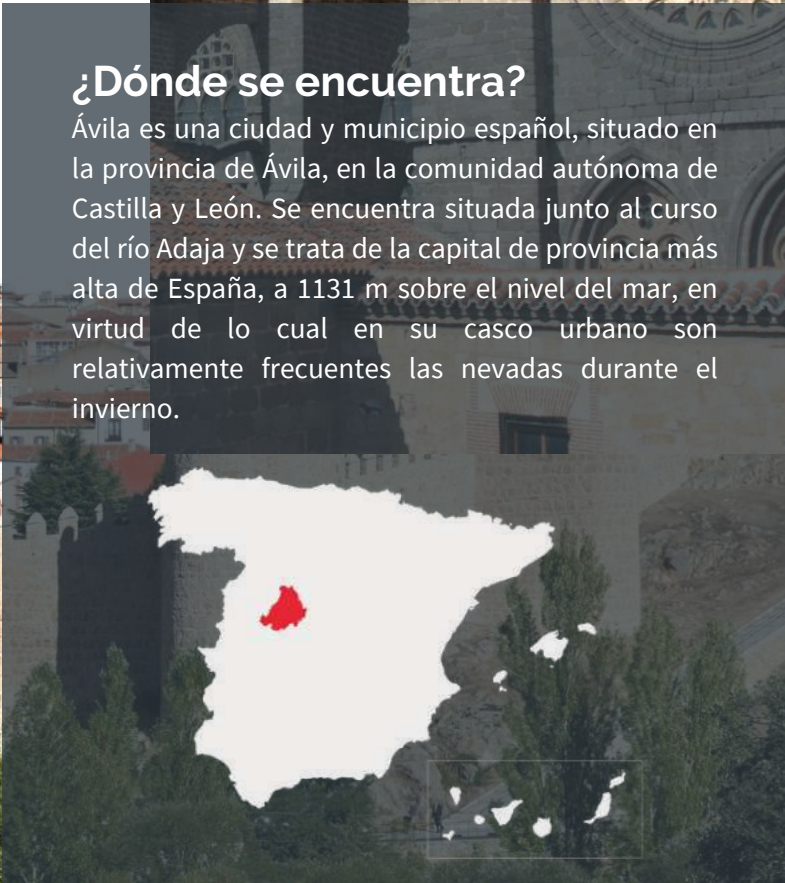 ¿Dónde se encuentra?
Ávila es una ciudad y municipio español, situado en
la provincia de Ávila, en la comunidad autónoma de
Castilla y León. Se encuentra situada junto al curso
del río Adaja y se trata de la capital de provincia más
alta de España, a 1131 m sobre el nivel del mar, en
virtud de lo cual en su casco urbano son
relativamente frecuentes las nevadas durante el
invierno.